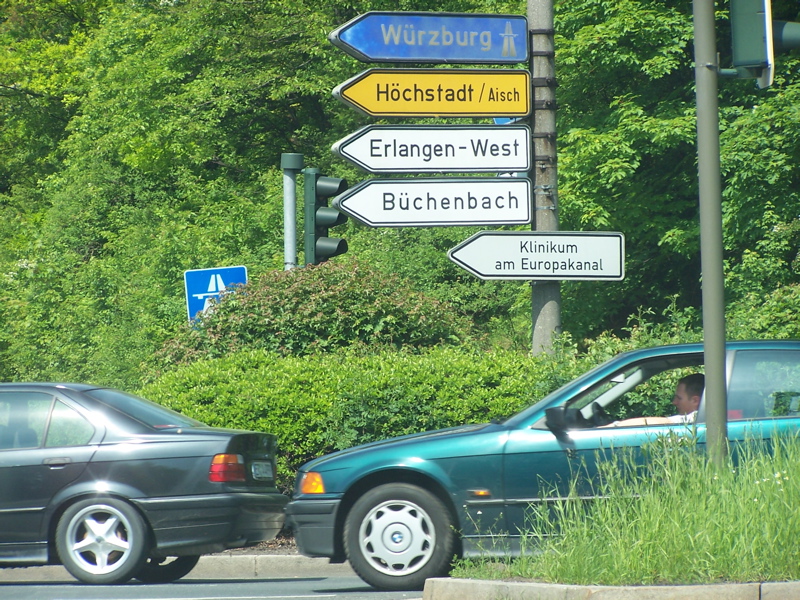 Würzburg
Höchstadt / Aisch
Erlangen-West
Büchenbach
Klinikum
am Europakanal